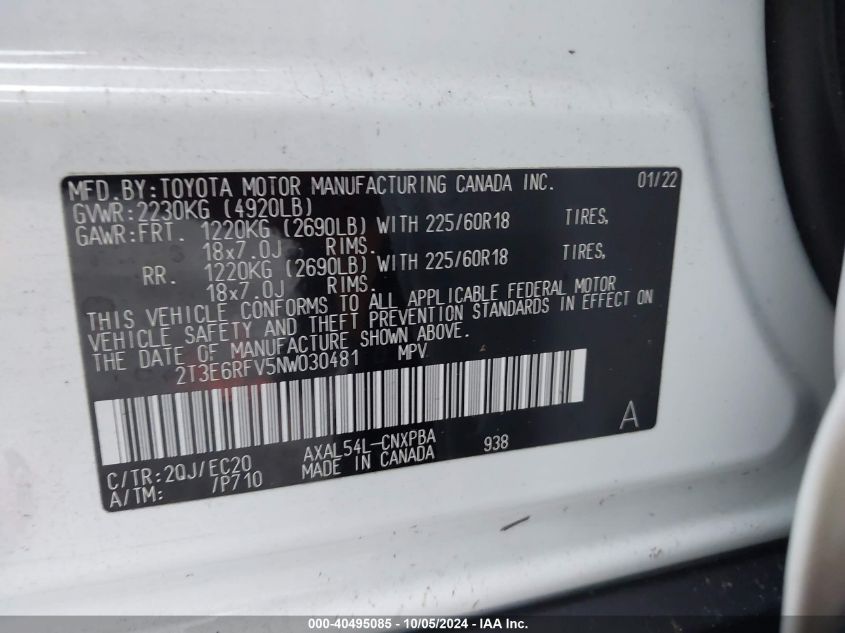 MFD.BY:TOYOTA MOTOR MANUFACTURING CANADA INC. 01/22
GVWR:2230KG (4920LB)
GAWR:FRT. 1220KG (2690LB) WITH 225/60R18 TIRES,
18x7.0J RIMS.
RR. 1220KG (2690LB) WITH 225/60R18 TIRES,
18x7.0J RIMS.
THIS VEHICLE CONFORMS TO ALL APPLICABLE FEDERAL MOTOR
VEHICLE SAFETY AND THEFT PREVENTION STANDARDS IN EFFECT ON
THE DATE OF MANUFACTURE SHOWN ABOVE.
2T3E6RFV5NW030481 MPV
A
C/TR:2QJ/EC20 AXAL54L-CNXPBA 938
A/TM: /P710 MADE IN CANADA
000-40495085 - 10/05/2024 - IAA Inc.